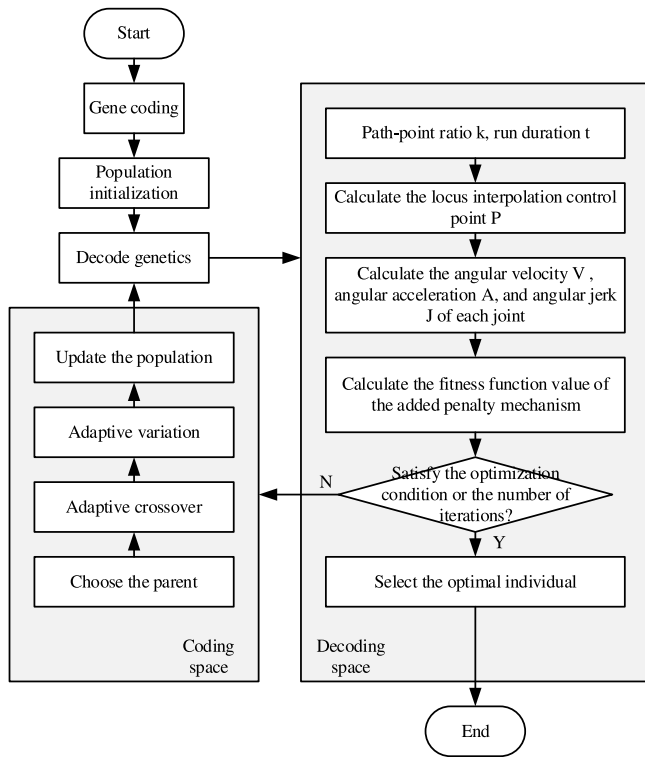 Start
Gene coding
Population
initialization
Decode genetics
Update the population
Adaptive variation
Adaptive crossover
Choose the parent
Coding
space
Path-point ratio k, run duration t
Calculate the locus interpolation control
point P
Calculate the angular velocity V ,
angular acceleration A, and angular jerk
J of each joint
Calculate the fitness function value of
the added penalty mechanism
Satisfy the optimization
condition or the number of
iterations?
N
Y
Select the optimal individual
Decoding
space
End